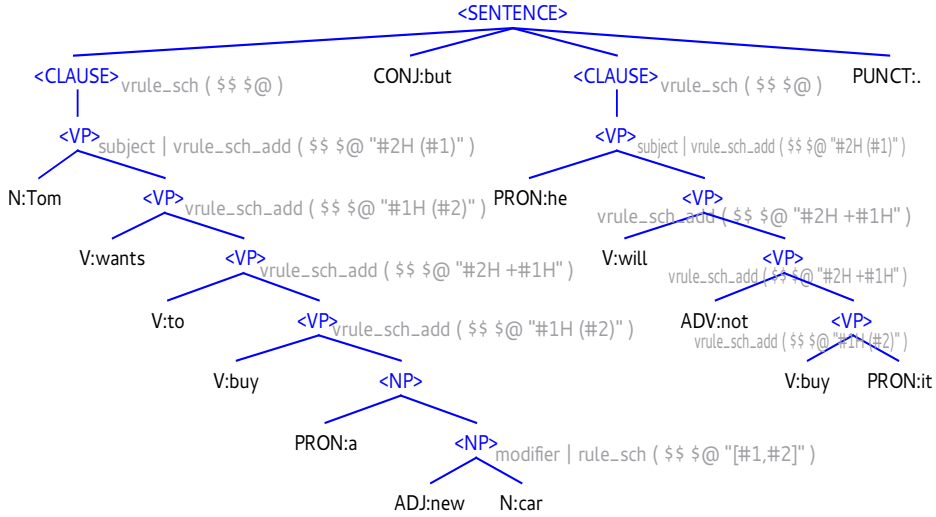 <SENTENCE>
<CLAUSE> vrule_sch ( $$ $@ ) CONJ:but <CLAUSE> vrule_sch ( $$ $@ ) PUNCT:.
<VP> subject | vrule_sch_add ( $$ $@ "#2H (#1)" ) <VP> subject | vrule_sch_add ( $$ $@ "#2H (#1)" )
N:Tom <VP> vrule_sch_add ( $$ $@ "#1H (#2)" ) PRON:he <VP> vrule_sch_add ( $$ $@ "#2H +#1H" )
V:wants <VP> vrule_sch_add ( $$ $@ "#2H +#1H" ) V:will <VP> vrule_sch_add ( $$ $@ "#2H +#1H" )
V:to <VP> vrule_sch_add ( $$ $@ "#1H (#2)" ) ADV:not <VP> vrule_sch_add ( $$ $@ "#1H (#2)" )
V:buy <NP> V:buy PRON:it
PRON:a <NP> modifier | rule_sch ( $$ $@ "[#1,#2]" )
ADJ:new N:car